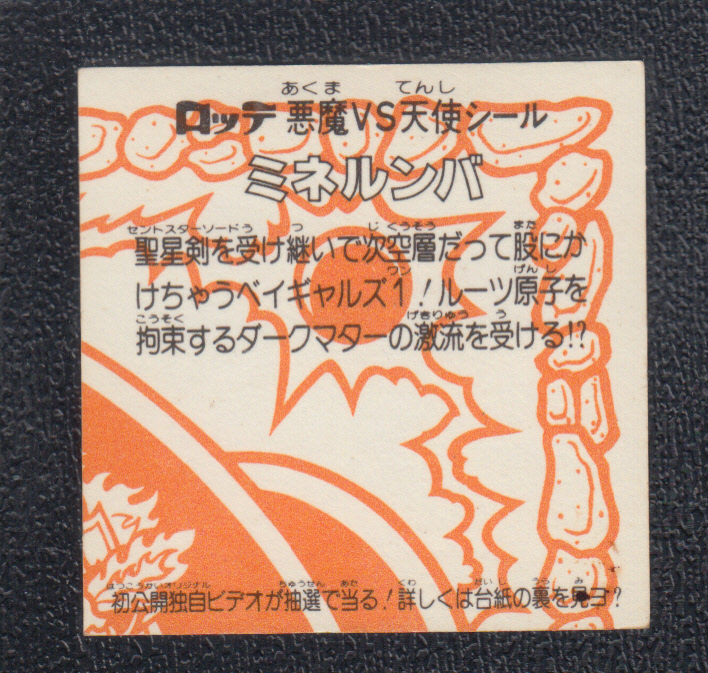 あくま てんし
ロッテ 悪魔VS天使シール
ミネルンバ
セントスターソードう つ じくうそう また
聖星剣を受け継いで次空層だって股にか
ワン げんし
けちゃうベイギャルズ1!ルーツ原子を
こうそく げきりゅう う
拘束するダークマターの激流を受ける!?
はつこうかいオリジナル ちゅうせん あた くわ だいし うら み
初公開独自ビデオが抽選で当る!詳しくは台紙の裏を見ヨ?